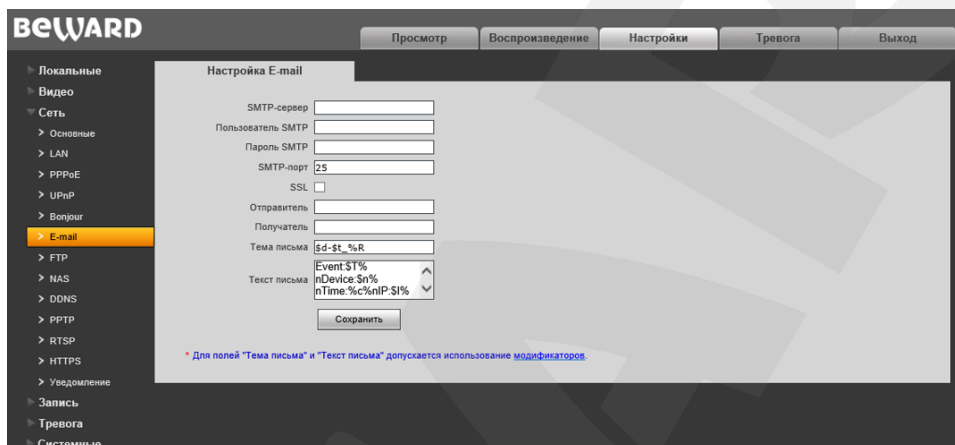 BEWARD
Просмотр Воспроизведение Настройки Тревога Выход
Локальные
Видео
Сеть
Основные
LAN
PPPoE
UPnP
Bonjour
E-mail
FTP
NAS
DDNS
PPTP
RTSP
HTTPS
Уведомление
Запись
Тревога
Системные
Настройка E-mail
SMTP-сервер
Пользователь SMTP
Пароль SMTP
SMTP-порт 25
SSL
Отправитель
Получатель
Тема письма $d-$t_%R
Текст письма Event:$T%
nDevice:$n%
nTime:%c%nIP:$I%
Сохранить
* Для полей "Тема письма" и "Текст письма" допускается использование модификаторов.